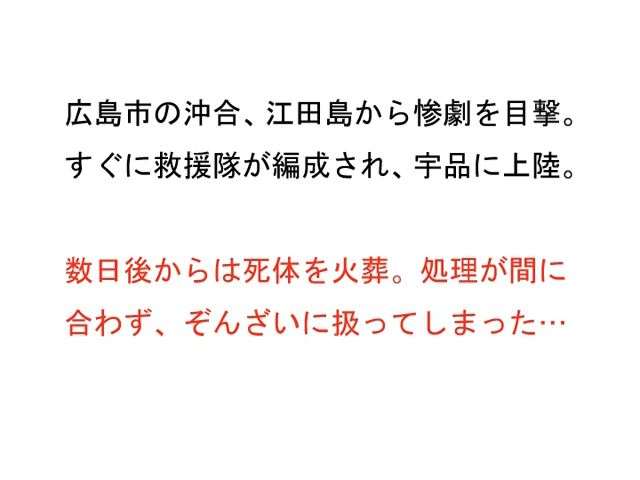 広島市の沖合、江田島から惨劇を目撃。
すぐに救援隊が編成され、宇品に上陸。
数日後からは死体を火葬。処理が間に
合わず、ぞんざいに扱ってしまった…